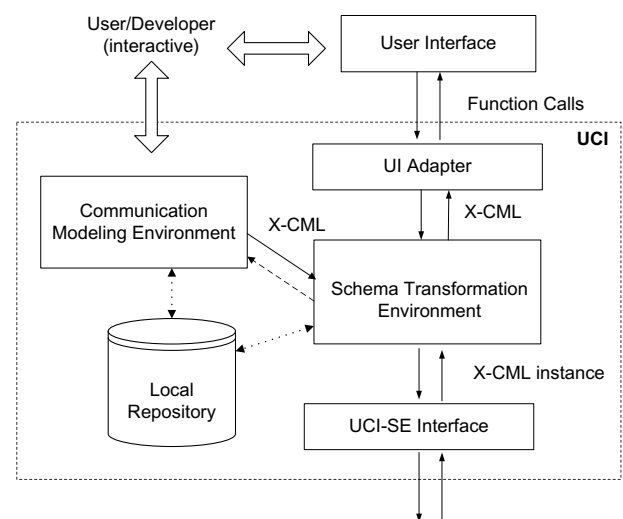 User/Developer
(interactive)
User Interface
Function Calls
UCI
UI Adapter
Communication
Modeling Environment
X-CML
X-CML
Schema Transformation
Environment
Local
Repository
X-CML instance
UCI-SE Interface